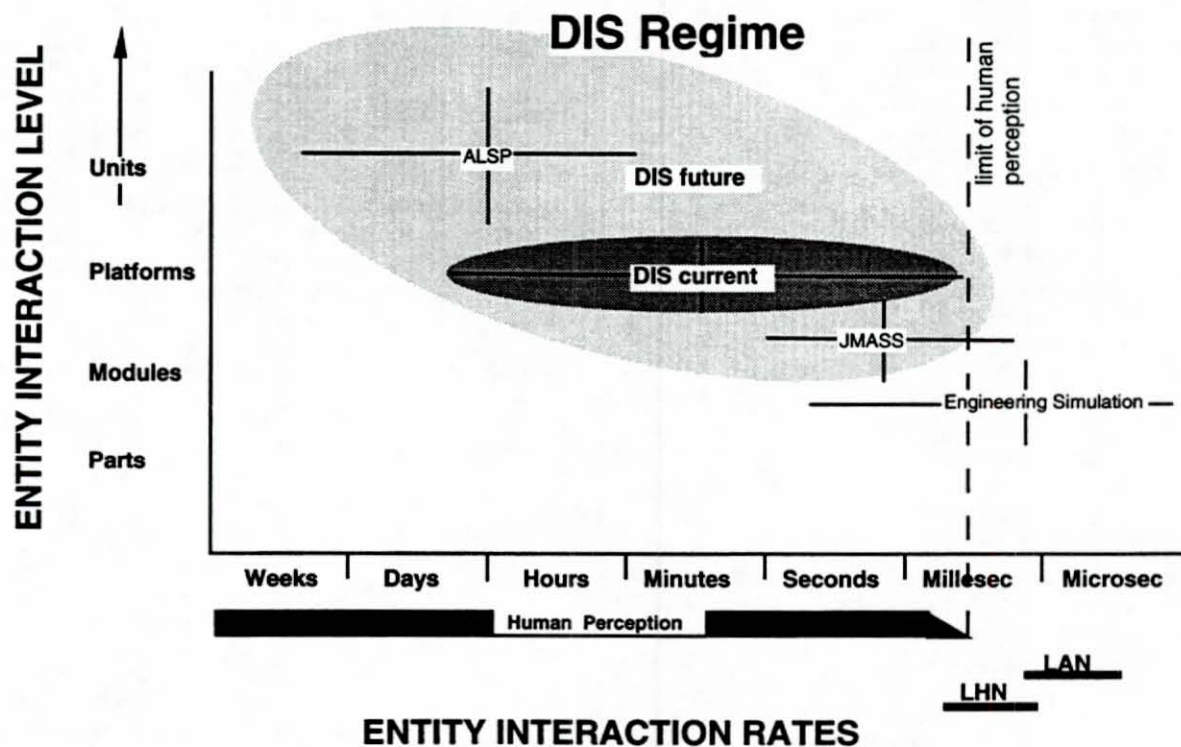 DIS Regime
ENTITY INTERACTION LEVEL
limit of human
perception
Units
ALSP
DIS future
Platforms
DIS current
JMASS
Modules
Engineering Simulation
Parts
Weeks
Days
Hours
Minutes
Seconds
Millesec
Microsec
Human Perception
LAN
LHN
ENTITY INTERACTION RATES